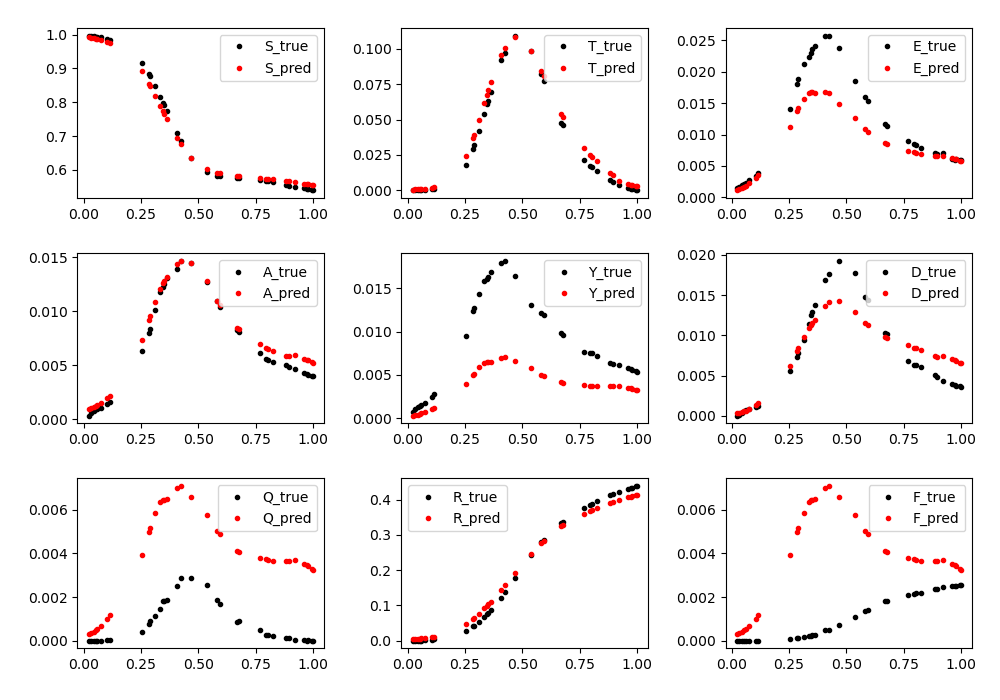 1.0
0.9
0.8
0.7
0.6
S_true
S_pred
0.00 0.25 0.50 0.75 1.00
0.100
0.075
0.050
0.025
0.000
T_true
T_pred
0.00 0.25 0.50 0.75 1.00
0.025
0.020
0.015
0.010
0.005
0.000
E_true
E_pred
0.00 0.25 0.50 0.75 1.00
0.015
0.010
0.005
0.000
A_true
A_pred
0.00 0.25 0.50 0.75 1.00
0.015
0.010
0.005
0.000
Y_true
Y_pred
0.00 0.25 0.50 0.75 1.00
0.020
0.015
0.010
0.005
0.000
D_true
D_pred
0.00 0.25 0.50 0.75 1.00
0.006
0.004
0.002
0.000
Q_true
Q_pred
0.00 0.25 0.50 0.75 1.00
0.4
0.3
0.2
0.1
0.0
R_true
R_pred
0.00 0.25 0.50 0.75 1.00
0.006
0.004
0.002
0.000
F_true
F_pred
0.00 0.25 0.50 0.75 1.00